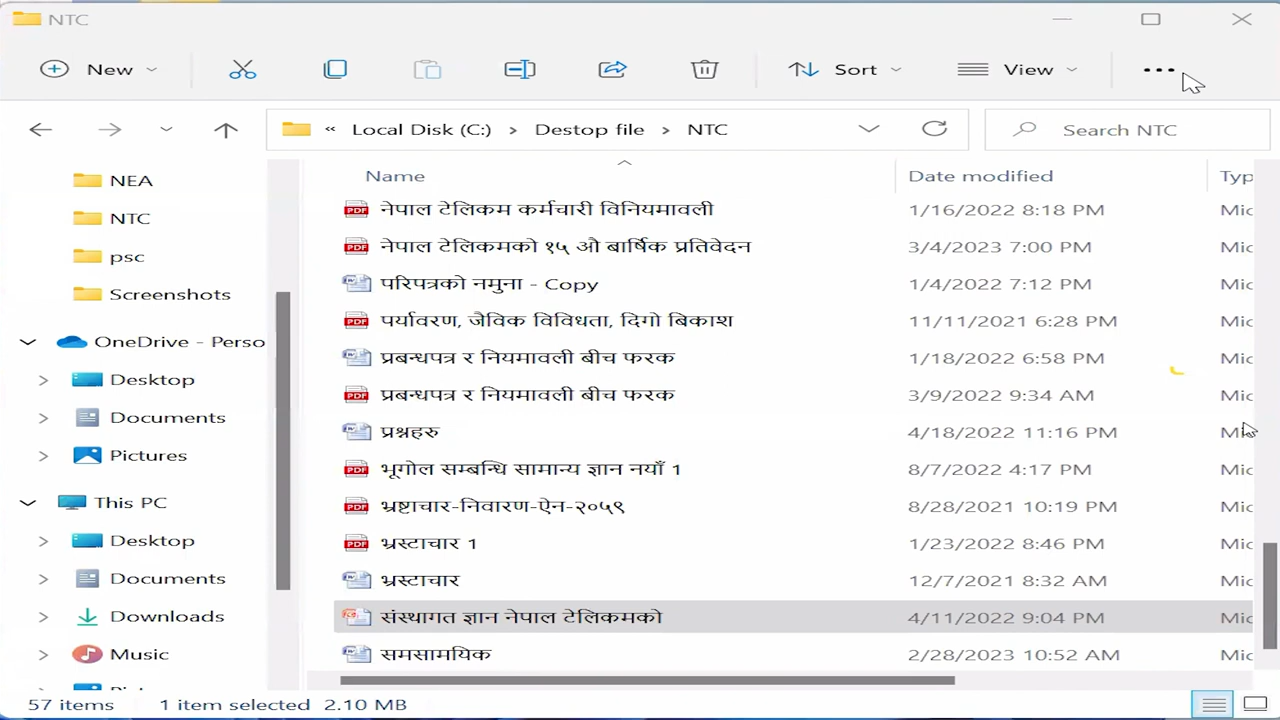 NTC
New
Sort
View
« Local Disk (C:) > Destop file > NTC
Search NTC
NEA
NTC
psc
Screenshots
OneDrive - Perso
Desktop
Documents
Pictures
This PC
Desktop
Documents
Downloads
Music
Name Date modified Typ
नेपाल टेलिकम कर्मचारी विनियमावली 1/16/2022 8:18 PM Mic
नेपाल टेलिकमको १५ औ बार्षिक प्रतिवेदन 3/4/2023 7:00 PM Mic
परिपत्रको नमुना - Copy 1/4/2022 7:12 PM Mic
पर्यावरण, जैविक विविधता, दिगो बिकाश 11/11/2021 6:28 PM Mic
प्रबन्धपत्र र नियमावली बीच फरक 1/18/2022 6:58 PM Mic
प्रबन्धपत्र र नियमावली बीच फरक 3/9/2022 9:34 AM Mic
प्रश्नहरु 4/18/2022 11:16 PM Mic
भूगोल सम्बन्धि सामान्य ज्ञान नयाँ 1 8/7/2022 4:17 PM Mic
भ्रष्टाचार-निवारण-ऐन-२०५९ 8/28/2021 10:19 PM Mic
भ्रस्टाचार 1 1/23/2022 8:46 PM Mic
भ्रस्टाचार 12/7/2021 8:32 AM Mic
संस्थागत ज्ञान नेपाल टेलिकमको 4/11/2022 9:04 PM Mic
समसामयिक 2/28/2023 10:52 AM Mic
57 items 1 item selected 2.10 MB